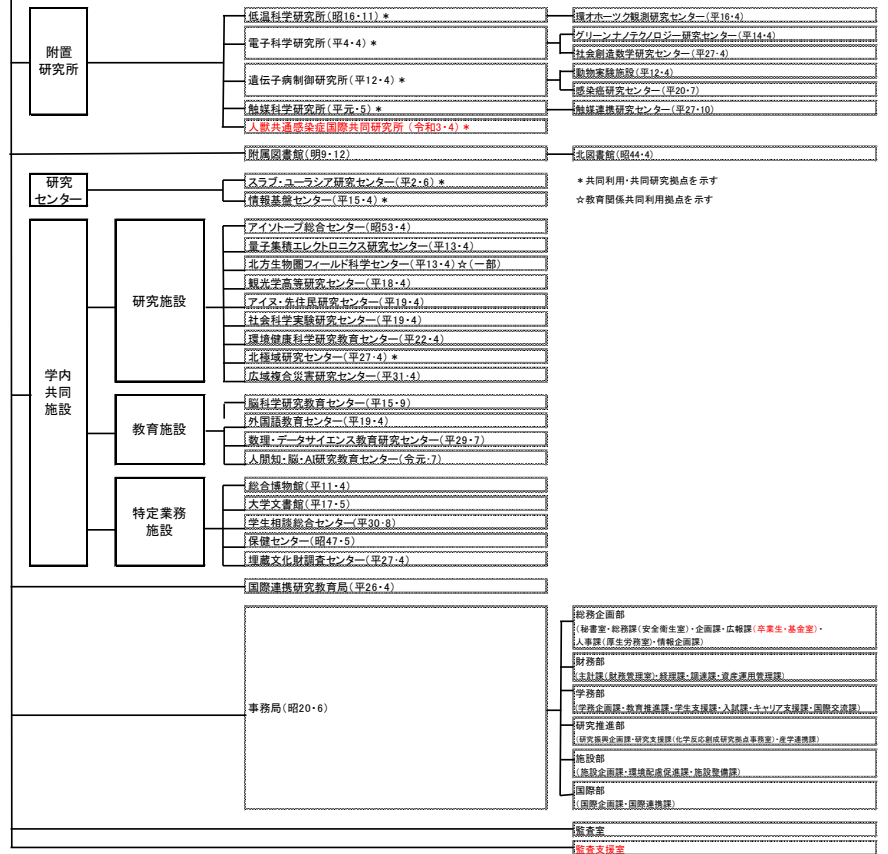 附置
研究所
低温科学研究所(昭16・11)*
環オホーツク観測研究センター(平16・4)
電子科学研究所(平4・4)*
グリーンナノテクノロジー研究センター(平14・4)
社会創造数学研究センター(平27・4)
遺伝子病制御研究所(平12・4)*
動物実験施設(平12・4)
感染癌研究センター(平20・7)
触媒科学研究所(平元・5)*
触媒連携研究センター(平27・10)
人獣共通感染症国際共同研究所(令和3・4)*
附属図書館(明9・12)
北図書館(昭44・4)
研究
センター
スラブ・ユーラシア研究センター(平2・6)*
情報基盤センター(平15・4)*
*共同利用・共同研究拠点を示す
☆教育関係共同利用拠点を示す
学内
共同
施設
研究施設
アイソトープ総合センター(昭53・4)
量子集積エレクトロニクス研究センター(平13・4)
北方生物圏フィールド科学センター(平13・4)☆(一部)
観光学高等研究センター(平18・4)
アイヌ・先住民研究センター(平19・4)
社会科学実験研究センター(平19・4)
環境健康科学研究教育センター(平22・4)
北極域研究センター(平27・4)*
広域複合災害研究センター(平31・4)
教育施設
脳科学研究教育センター(平15・9)
外国語教育センター(平19・4)
数理・データサイエンス教育研究センター(平29・7)
人間知・脳・AI研究教育センター(令元・7)
特定業務
施設
総合博物館(平11・4)
大学文書館(平17・5)
学生相談総合センター(平30・8)
保健センター(昭47・5)
埋蔵文化財調査センター(平27・4)
国際連携研究教育局(平26・4)
事務局(昭20・6)
総務企画部
(秘書室・総務課(安全衛生室)・企画課・広報課(卒業生・基金室)・
人事課(厚生労務室)・情報企画課)
財務部
(主計課(財務管理室)・経理課・調達課・資産運用管理課)
学務部
(学務企画課・教育推進課・学生支援課・入試課・キャリア支援課・国際交流課)
研究推進部
(研究振興企画課・研究支援課(化学反応創成研究拠点事務室)・産学連携課)
施設部
(施設企画課・環境配慮促進課・施設整備課)
国際部
(国際企画課・国際連携課)
監査室
監査支援室